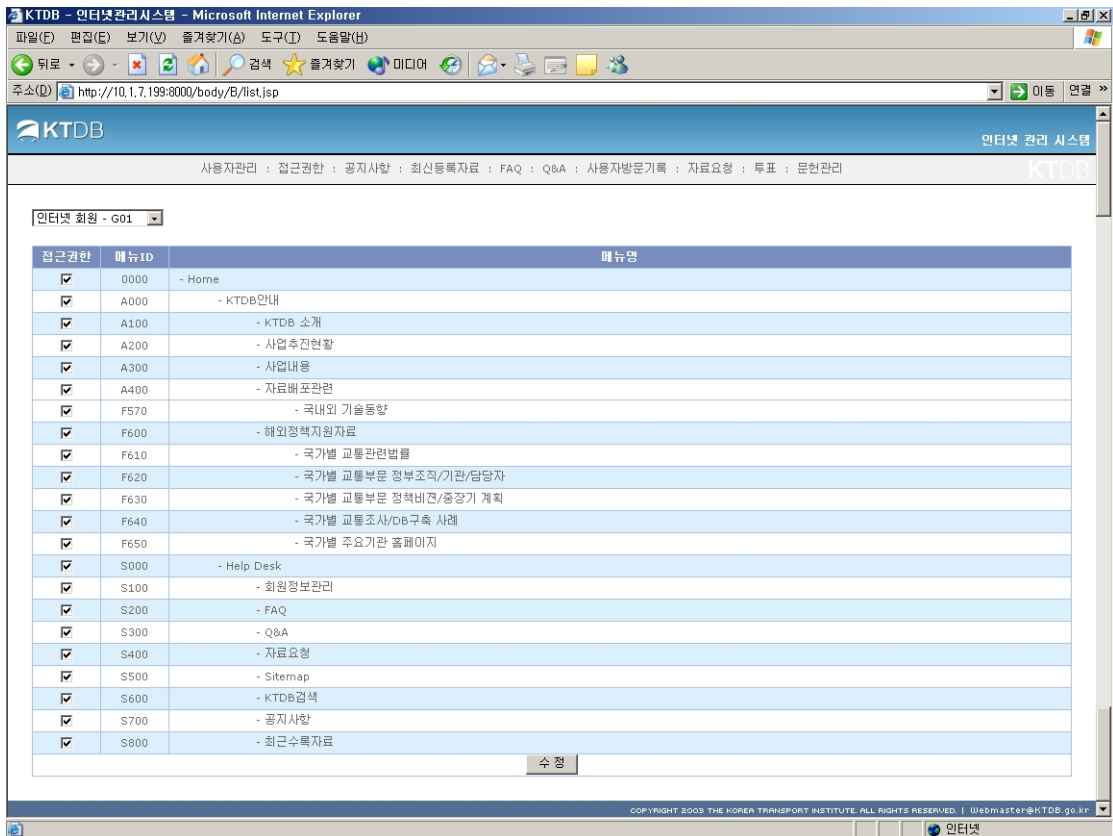 KTDB - 인터넷관리시스템 - Microsoft Internet Explorer
파일(F) 편집(E) 보기(V) 즐겨찾기(A) 도구(T) 도움말(H)
뒤로 검색 즐겨찾기 미디어
주소(D) http://10.1.7.199:8000/body/B/list.jsp 이동 연결 »
KTDB
인터넷 관리 시스템
사용자관리 : 접근권한 : 공지사항 : 최신등록자료 : FAQ : Q&A : 사용자방문기록 : 자료요청 : 투표 : 문헌관리 KTDB
인터넷 회원 - G01
접근권한 메뉴ID 메뉴명
0000 - Home
A000 - KTDB안내
A100 - KTDB 소개
A200 - 사업추진현황
A300 - 사업내용
A400 - 자료배포관련
F570 - 국내외 기술동향
F600 - 해외정책지원자료
F610 - 국가별 교통관련법률
F620 - 국가별 교통부문 정부조직/기관/담당자
F630 - 국가별 교통부문 정책비젼/중장기 계획
F640 - 국가별 교통조사/DB구축 사례
F650 - 국가별 주요기관 홈페이지
S000 - Help Desk
S100 - 회원정보관리
S200 - FAQ
S300 - Q&A
S400 - 자료요청
S500 - Sitemap
S600 - KTDB검색
S700 - 공지사항
S800 - 최근수록자료
수 정
COPYRIGHT 2003 THE KOREA TRANSPORT INSTITUTE. ALL RIGHTS RESERVED. | Webmaster@KTDB.go.kr
인터넷